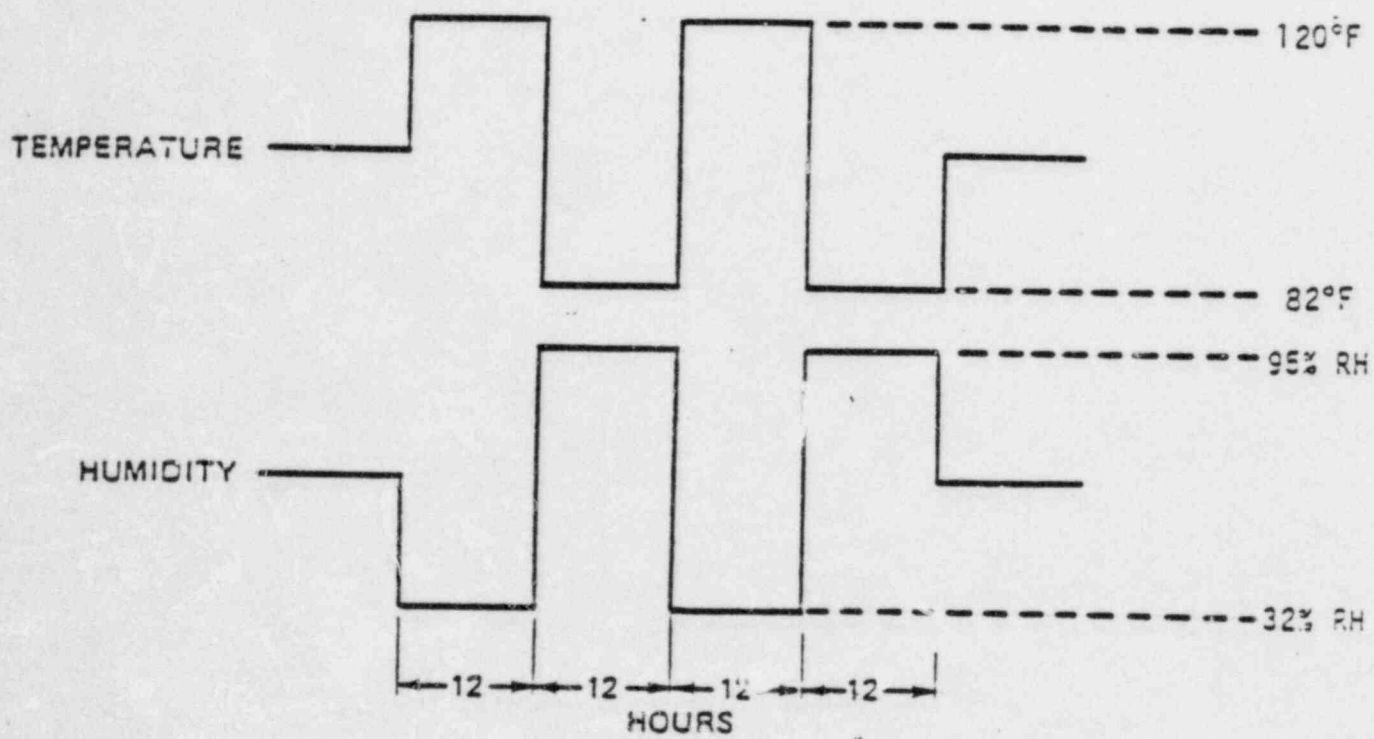 120°F
TEMPERATURE
82°F
95% RH
HUMIDITY
32% RH
12 12 12 12
HOURS